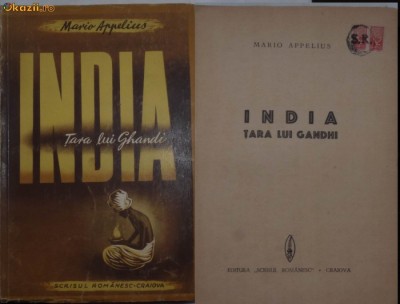 Okazii.ro
Mario Appelius
INDIA
Tara lui Ghandi
SCRISUL ROMÂNESC-CRAIOVA
S.K.
MARIO APPELIUS
INDIA
ȚARA LUI GANDHI
EDITURA „SCRISUL ROMÂNESC" CRAIOVA